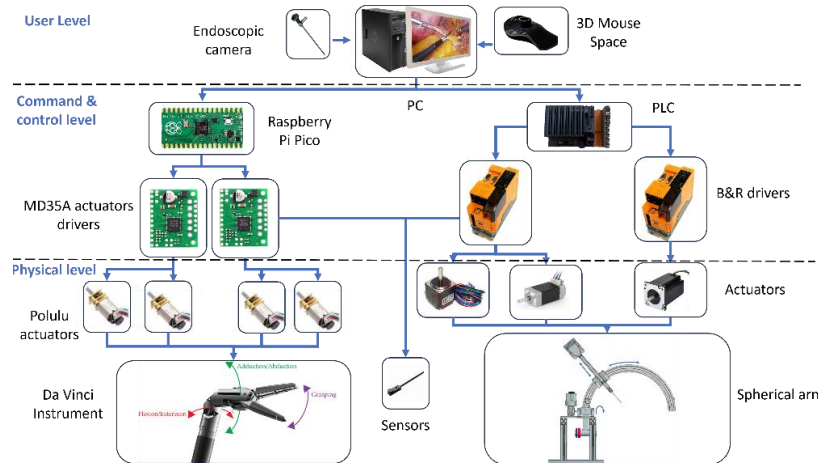 User Level
Endoscopic
camera
3D Mouse
Space
Command &
control level
PC
PLC
Raspberry
Pi Pico
MD35A actuators
drivers
B&R drivers
Physical level
Polulu
actuators
Actuators
Da Vinci
Instrument
Adduction/Abduction
Flexion/Extension
Grasping
Sensors
Spherical arm